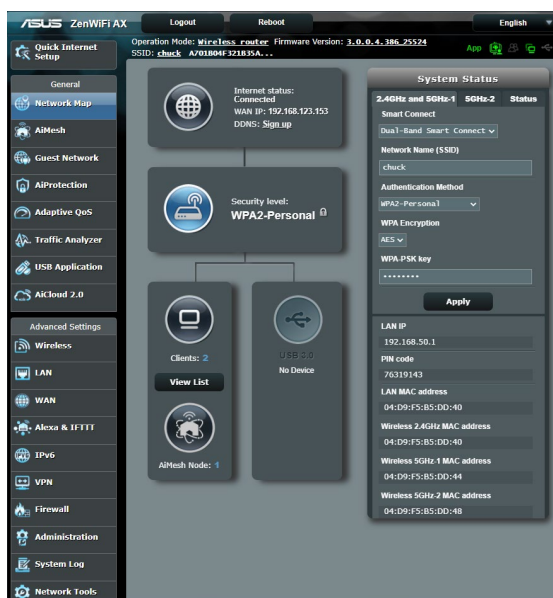 ASUS ZenWiFi AX
Logout
Reboot
English
Quick Internet Setup
Operation Mode: Wireless router Firmware Version: 3.0.0.4.386_25524
SSID: chuck A701B04F321B35A...
App
General
Network Map
AiMesh
Guest Network
AiProtection
Adaptive QoS
Traffic Analyzer
USB Application
AiCloud 2.0
Advanced Settings
Wireless
LAN
WAN
Alexa & IFTTT
IPv6
VPN
Firewall
Administration
System Log
Network Tools
Internet status:
Connected
WAN IP: 192.168.123.153
DDNS: Sign up
Security level:
WPA2-Personal
Clients: 2
View List
AiMesh Node: 1
USB 3.0
No Device
System Status
2.4GHz and 5GHz-1 5GHz-2 Status
Smart Connect
Dual-Band Smart Connect
Network Name (SSID)
chuck
Authentication Method
WPA2-Personal
WPA Encryption
AES
WPA-PSK key
••••••••
Apply
LAN IP
192.168.50.1
PIN code
76319143
LAN MAC address
04:D9:F5:B5:DD:40
Wireless 2.4GHz MAC address
04:D9:F5:B5:DD:40
Wireless 5GHz-1 MAC address
04:D9:F5:B5:DD:44
Wireless 5GHz-2 MAC address
04:D9:F5:B5:DD:48